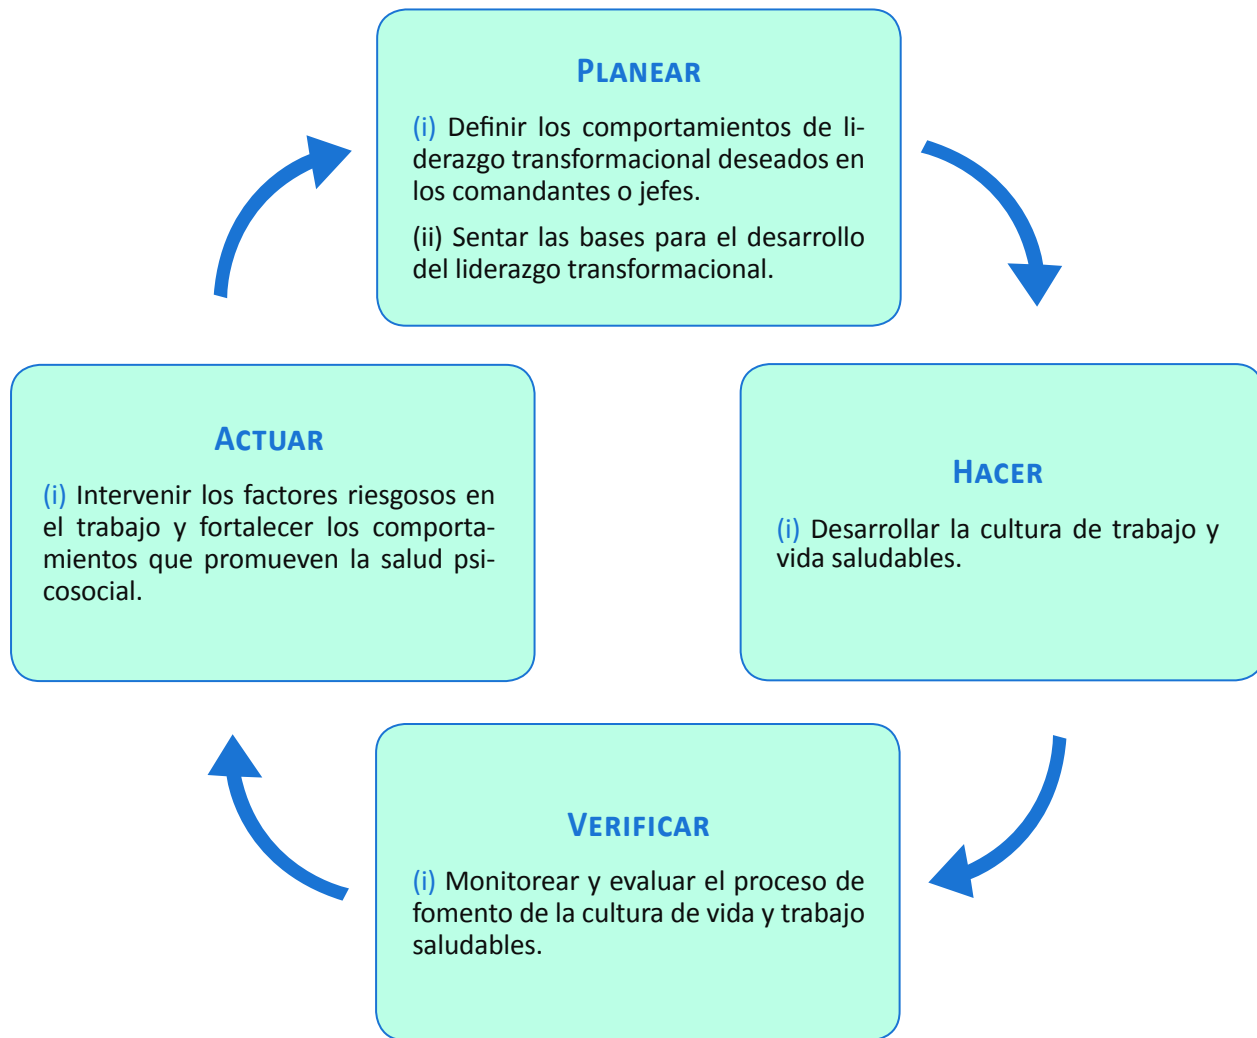 PLANEAR
(i) Definir los comportamientos de li-
derazgo transformacional deseados en
los comandantes o jefes.
(ii) Sentar las bases para el desarrollo
del liderazgo transformacional.
HACER
(i) Desarrollar la cultura de trabajo y
vida saludables.
VERIFICAR
(i) Monitorear y evaluar el proceso de
fomento de la cultura de vida y trabajo
saludables.
ACTUAR
(i) Intervenir los factores riesgosos en
el trabajo y fortalecer los comporta-
mientos que promueven la salud psi-
cosocial.